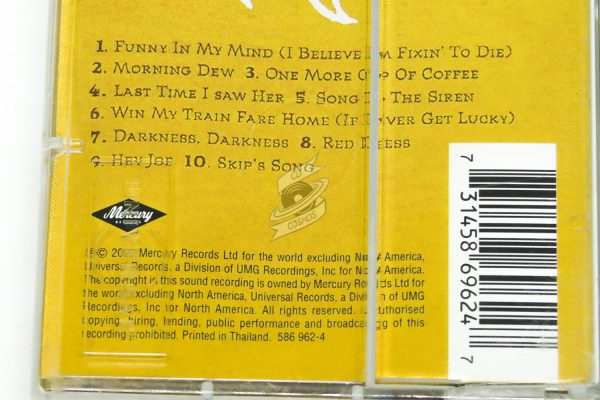 1. Funny In My Mind (I Believe I'm Fixin' To Die)
2. Morning Dew 3. One More Cup Of Coffee
4. Last Time I saw Her 5. Song To The Siren
6. Win My Train Fare Home (If I Ever Get Lucky)
7. Darkness, Darkness 8. Red Dress
9. Hey Joe 10. Skip's Song
Mercury
CD
COSMOS
℗© Mercury Records Ltd for the world excluding North America,
Universal Records, a Division of UMG Recordings, Inc for North America.
The copyright in this sound recording is owned by Mercury Records Ltd for
the world excluding North America, Universal Records, a Division of UMG
Recordings, Inc for North America. All rights reserved. Unauthorised
copying, hiring, lending, public performance and broadcasting of this
recording prohibited. Printed in Thailand. 586 962-4
7 31458 69624 7